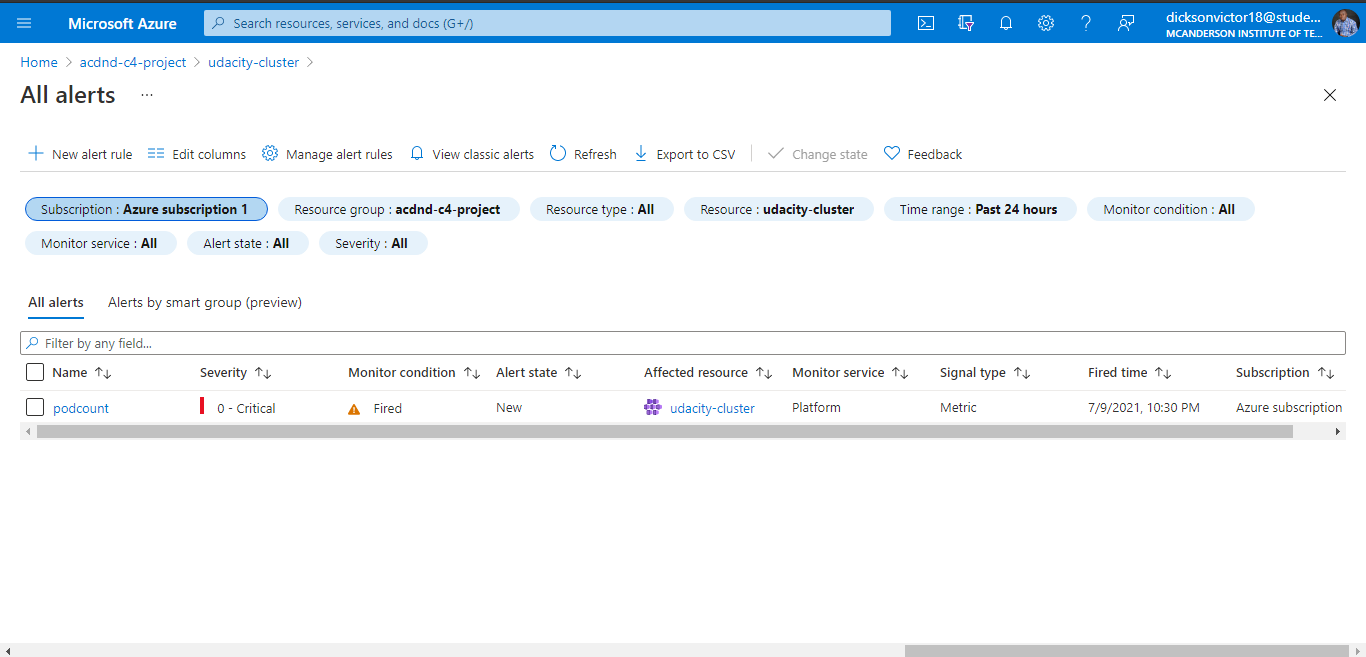 Microsoft Azure
Search resources, services, and docs (G+/)
dicksonvictor18@stude...
MCANDERSON INSTITUTE OF TE...
Home > acdnd-c4-project > udacity-cluster >
All alerts ...
New alert rule Edit columns Manage alert rules View classic alerts Refresh Export to CSV Change state Feedback
Subscription : Azure subscription 1 Resource group : acdnd-c4-project Resource type : All Resource : udacity-cluster Time range : Past 24 hours Monitor condition : All
Monitor service : All Alert state : All Severity : All
All alerts Alerts by smart group (preview)
Filter by any field...
Name Severity Monitor condition Alert state Affected resource Monitor service Signal type Fired time Subscription
podcount 0 - Critical Fired New udacity-cluster Platform Metric 7/9/2021, 10:30 PM Azure subscription